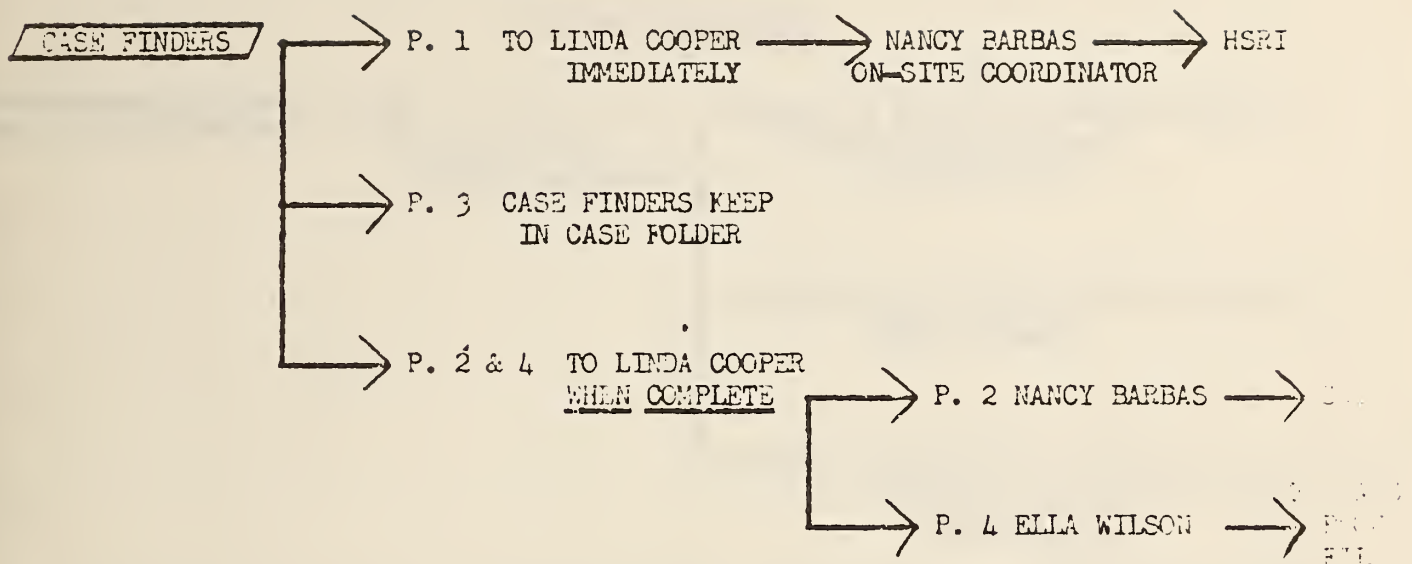 CASE FINDERS
P. 1 TO LINDA COOPER
IMMEDIATELY
NANCY BARBAS
ON-SITE COORDINATOR
HSRI
P. 3 CASE FINDERS KEEP
IN CASE FOLDER
P. 2 & 4 TO LINDA COOPER
WHEN COMPLETE
P. 2 NANCY BARBAS
P. 4 ELLA WILSON